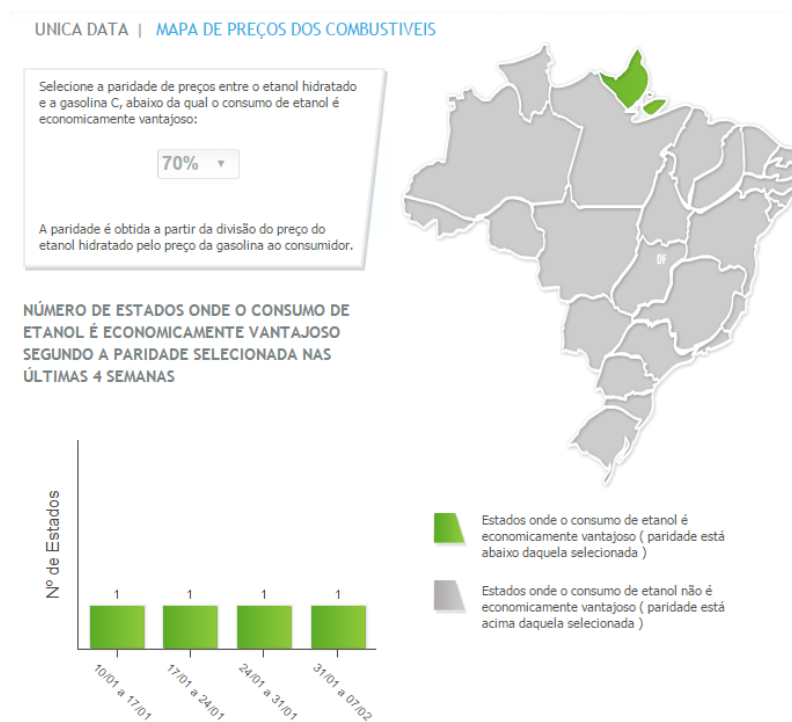 UNICA DATA | MAPA DE PREÇOS DOS COMBUSTIVEIS
Selecione a paridade de preços entre o etanol hidratado
e a gasolina C, abaixo da qual o consumo de etanol é
economicamente vantajoso:
70%
A paridade é obtida a partir da divisão do preço do
etanol hidratado pelo preço da gasolina ao consumidor.
DF
NÚMERO DE ESTADOS ONDE O CONSUMO DE
ETANOL É ECONOMICAMENTE VANTAJOSO
SEGUNDO A PARIDADE SELECIONADA NAS
ÚLTIMAS 4 SEMANAS
Nº de Estados
1 1 1 1
10/01 a 17/01
17/01 a 24/01
24/01 a 31/01
31/01 a 07/02
Estados onde o consumo de etanol é
economicamente vantajoso ( paridade está
abaixo daquela selecionada )
Estados onde o consumo de etanol não é
economicamente vantajoso ( paridade está
acima daquela selecionada )